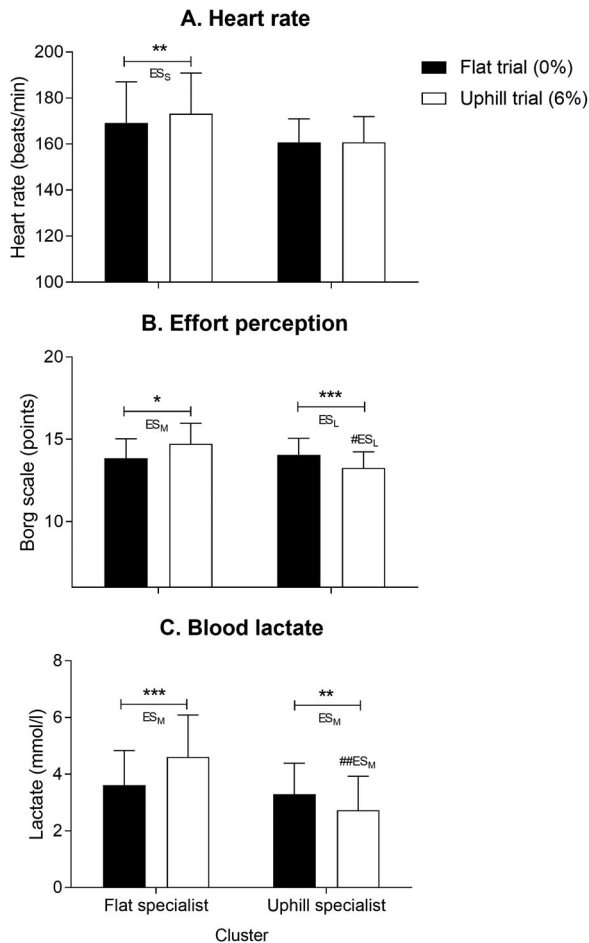 A. Heart rate
Heart rate (beats/min)
200
180
160
140
120
100
**
ES_S
Flat trial (0%)
Uphill trial (6%)
B. Effort perception
Borg scale (points)
20
15
10
*
ES_M
***
ES_L
#ES_L
C. Blood lactate
Lactate (mmol/l)
8
6
4
2
0
***
ES_M
**
ES_M
##ES_M
Flat specialist
Uphill specialist
Cluster